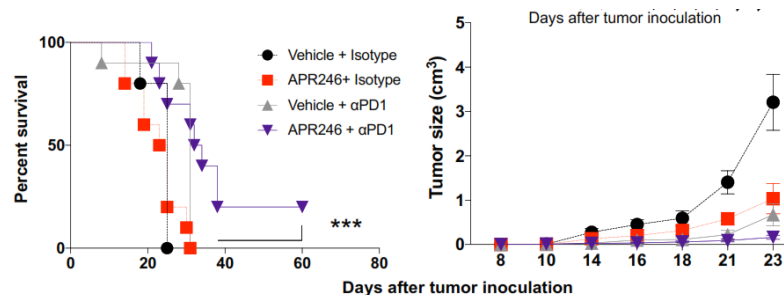 Days after tumor inoculation
Percent survival
100
50
0
0
20
40
60
80
Vehicle + Isotype
APR246+ Isotype
Vehicle + αPD1
APR246 + αPD1
***
Tumor size (cm³)
5
4
3
2
1
0
8
10
14
16
18
21
23
Days after tumor inoculation